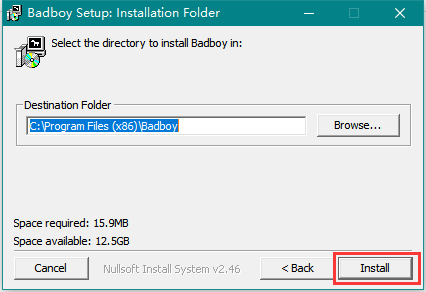 Badboy Setup: Installation Folder
Select the directory to install Badboy in:
Destination Folder
C:\Program Files (x86)\Badboy
Browse...
Space required: 15.9MB
Space available: 12.5GB
Cancel
Nullsoft Install System v2.46
< Back
Install